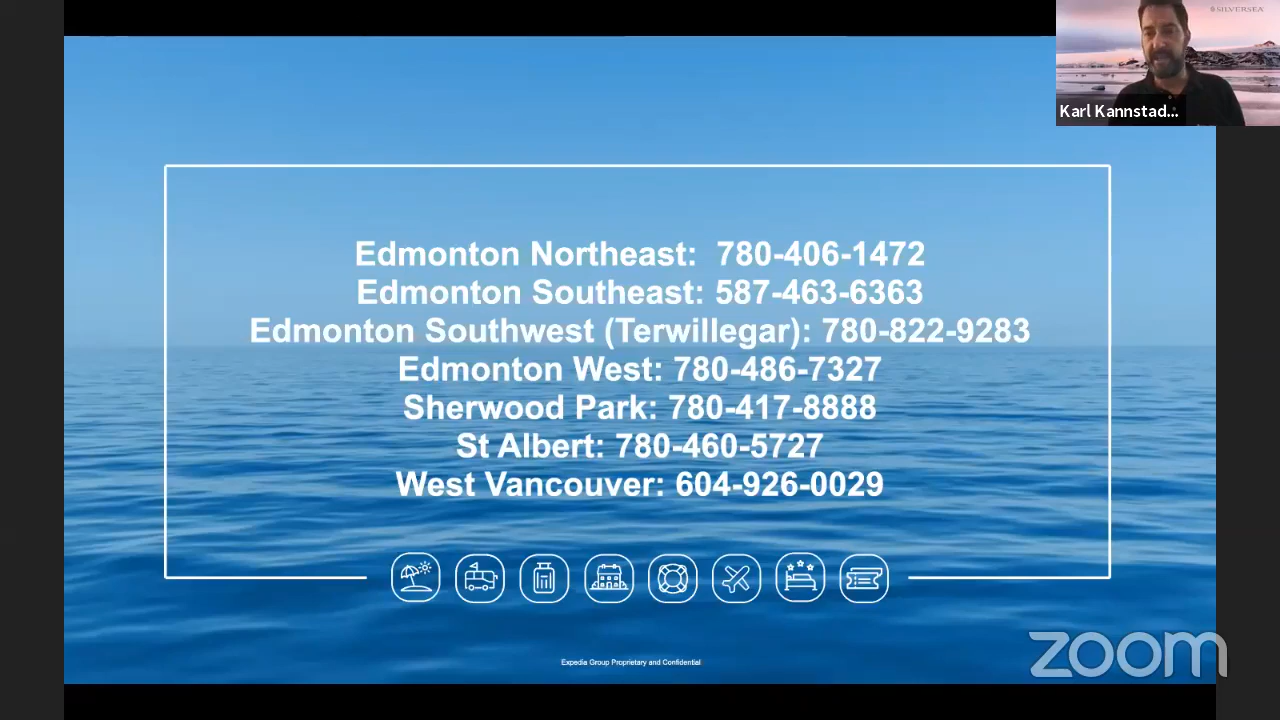 SILVERSEA
Karl Kannstad...
Edmonton Northeast: 780-406-1472
Edmonton Southeast: 587-463-6363
Edmonton Southwest (Terwillegar): 780-822-9283
Edmonton West: 780-486-7327
Sherwood Park: 780-417-8888
St Albert: 780-460-5727
West Vancouver: 604-926-0029
Expedia Group Proprietary and Confidential
zoom